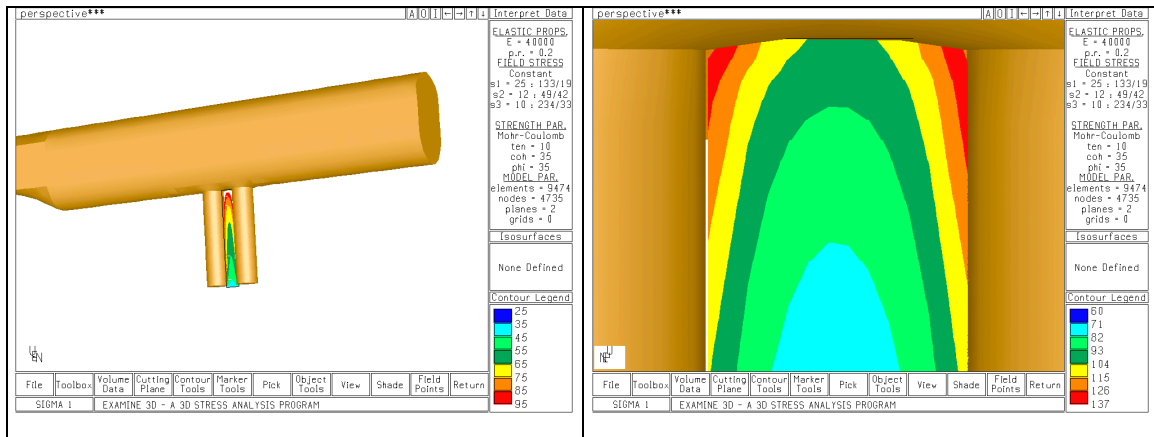 perspective***
A O I ← → ↑ ↓
Interpret Data
ELASTIC PROPS.
E = 40000
p.r. = 0.2
FIELD STRESS
Constant
s1 = 25 : 133/19
s2 = 12 : 49/42
s3 = 10 : 234/33
STRENGTH PAR.
Mohr-Coulomb
ten = 10
coh = 35
phi = 35
MODEL PAR.
elements = 9474
nodes = 4735
planes = 2
grids = 0
Isosurfaces
None Defined
Contour Legend
25
35
45
55
65
75
85
95
File Toolbox Volume Data Cutting Plane Contour Tools Marker Tools Pick Object Tools View Shade Field Points Return
SIGMA 1 EXAMINE 3D - A 3D STRESS ANALYSIS PROGRAM
perspective***
A O I ← → ↑ ↓
Interpret Data
ELASTIC PROPS.
E = 40000
p.r. = 0.2
FIELD STRESS
Constant
s1 = 25 : 133/19
s2 = 12 : 49/42
s3 = 10 : 234/33
STRENGTH PAR.
Mohr-Coulomb
ten = 10
coh = 35
phi = 35
MODEL PAR.
elements = 9474
nodes = 4735
planes = 2
grids = 0
Isosurfaces
None Defined
Contour Legend
60
71
82
93
104
115
126
137
File Toolbox Volume Data Cutting Plane Contour Tools Marker Tools Pick Object Tools View Shade Field Points Return
SIGMA 1 EXAMINE 3D - A 3D STRESS ANALYSIS PROGRAM